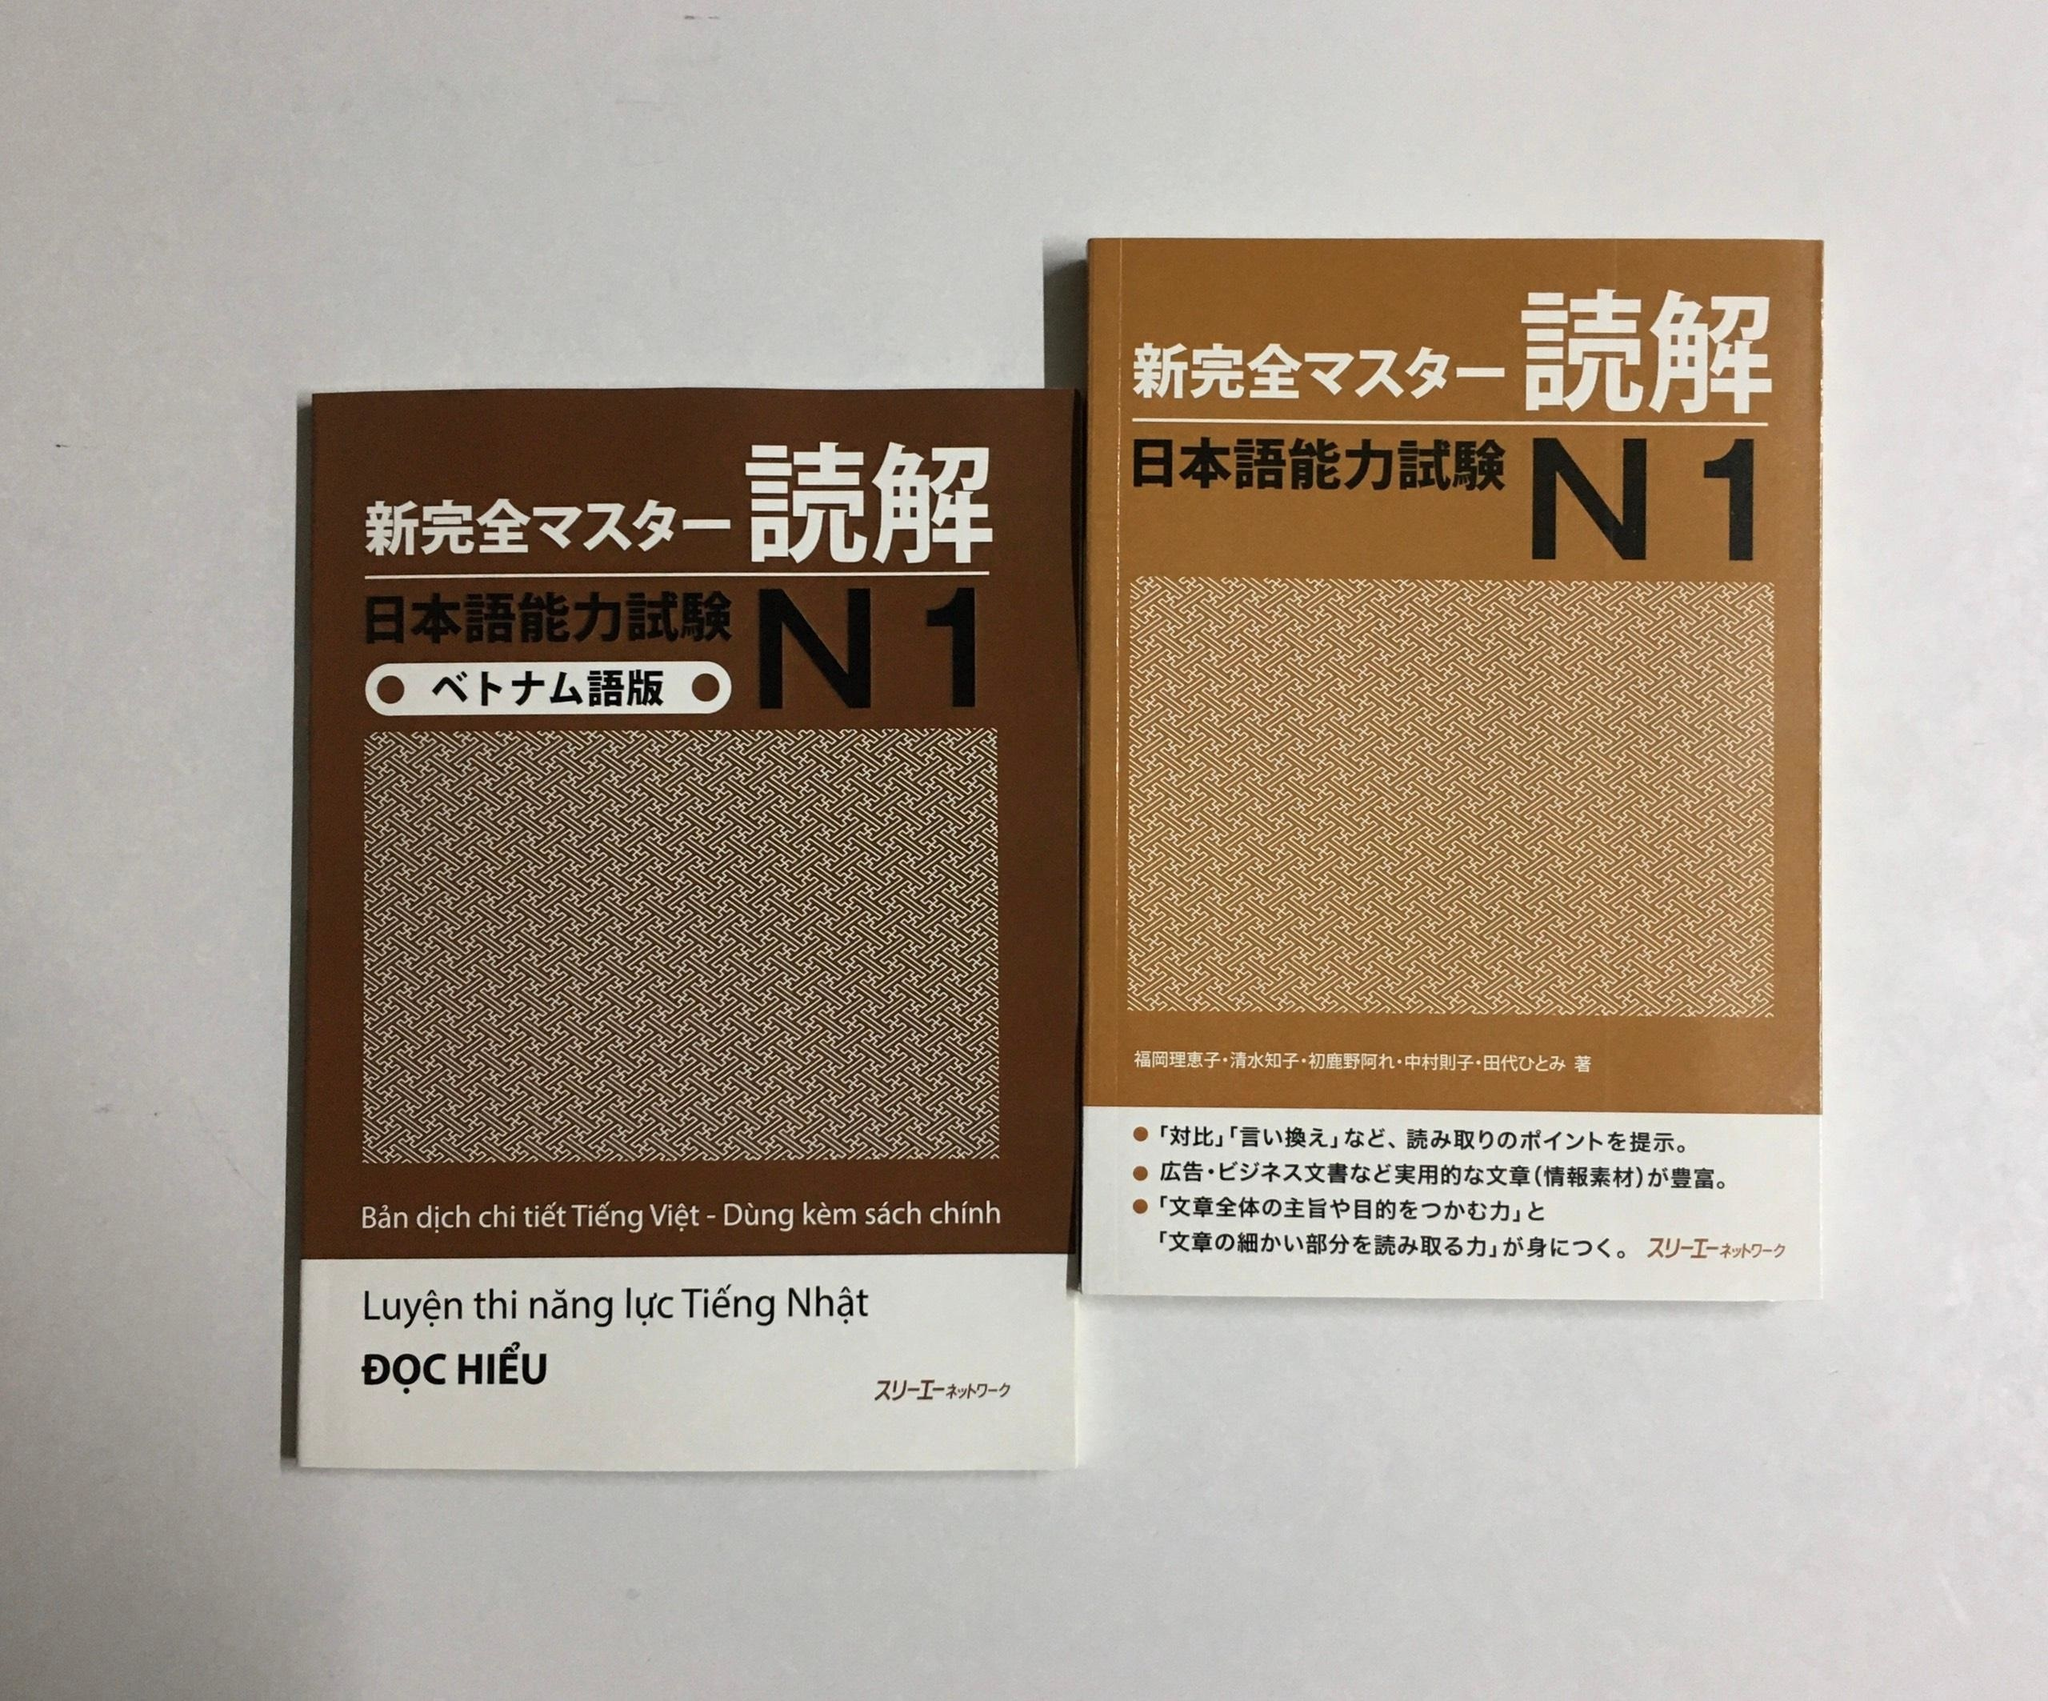 新完全マスター 読解
日本語能力試験 N1
ベトナム語版
Bản dịch chi tiết Tiếng Việt - Dùng kèm sách chính
Luyện thi năng lực Tiếng Nhật
ĐỌC HIỂU
スリーエーネットワーク
新完全マスター 読解
日本語能力試験 N1
福岡理恵子・清水知子・初鹿野阿れ・中村則子・田代ひとみ 著
●「対比」「言い換え」など、読み取りのポイントを提示。
●広告・ビジネス文書など実用的な文章(情報素材)が豊富。
●「文章全体の主旨や目的をつかむ力」と
「文章の細かい部分を読み取る力」が身につく。 スリーエーネットワーク